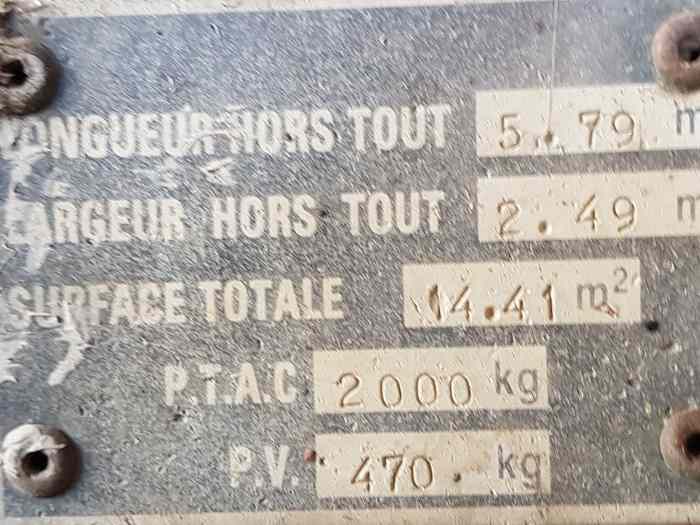 LONGUEUR HORS TOUT 5.79 m
LARGEUR HORS TOUT 2.49 m
SURFACE TOTALE 14.41 m²
P.T.A.C 2000 kg
P.V. 470. kg